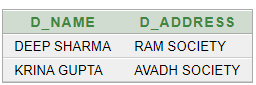 D_NAME D_ADDRESS
DEEP SHARMA RAM SOCIETY
KRINA GUPTA AVADH SOCIETY